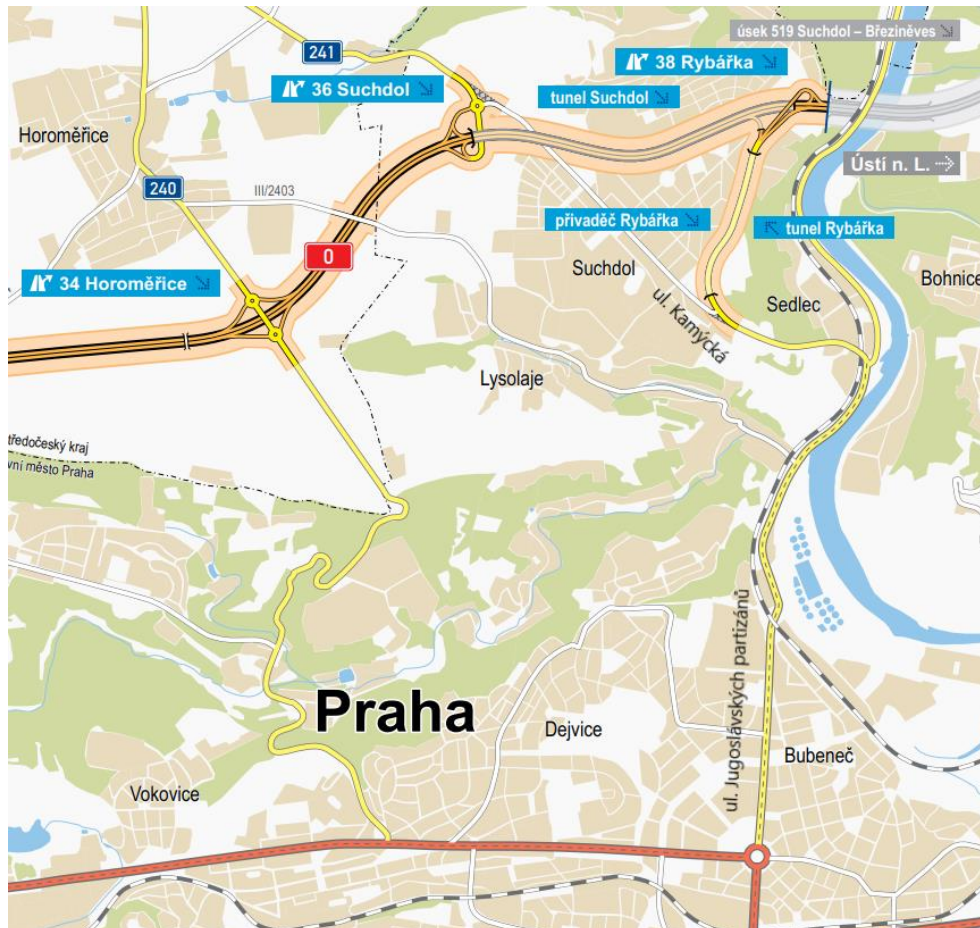 úsek 519 Suchdol – Březiněves
241
38 Rybářka
36 Suchdol
tunel Suchdol
Horoměřice
Ústí n. L.
240
III/2403
přivaděč Rybářka
tunel Rybářka
0
Suchdol
34 Horoměřice
Bohnice
Sedlec
ul. Kamýcká
Lysolaje
tředočeský kraj
vní město Praha
Praha
ul. Jugoslávských partizánů
Dejvice
Bubeneč
Vokovice